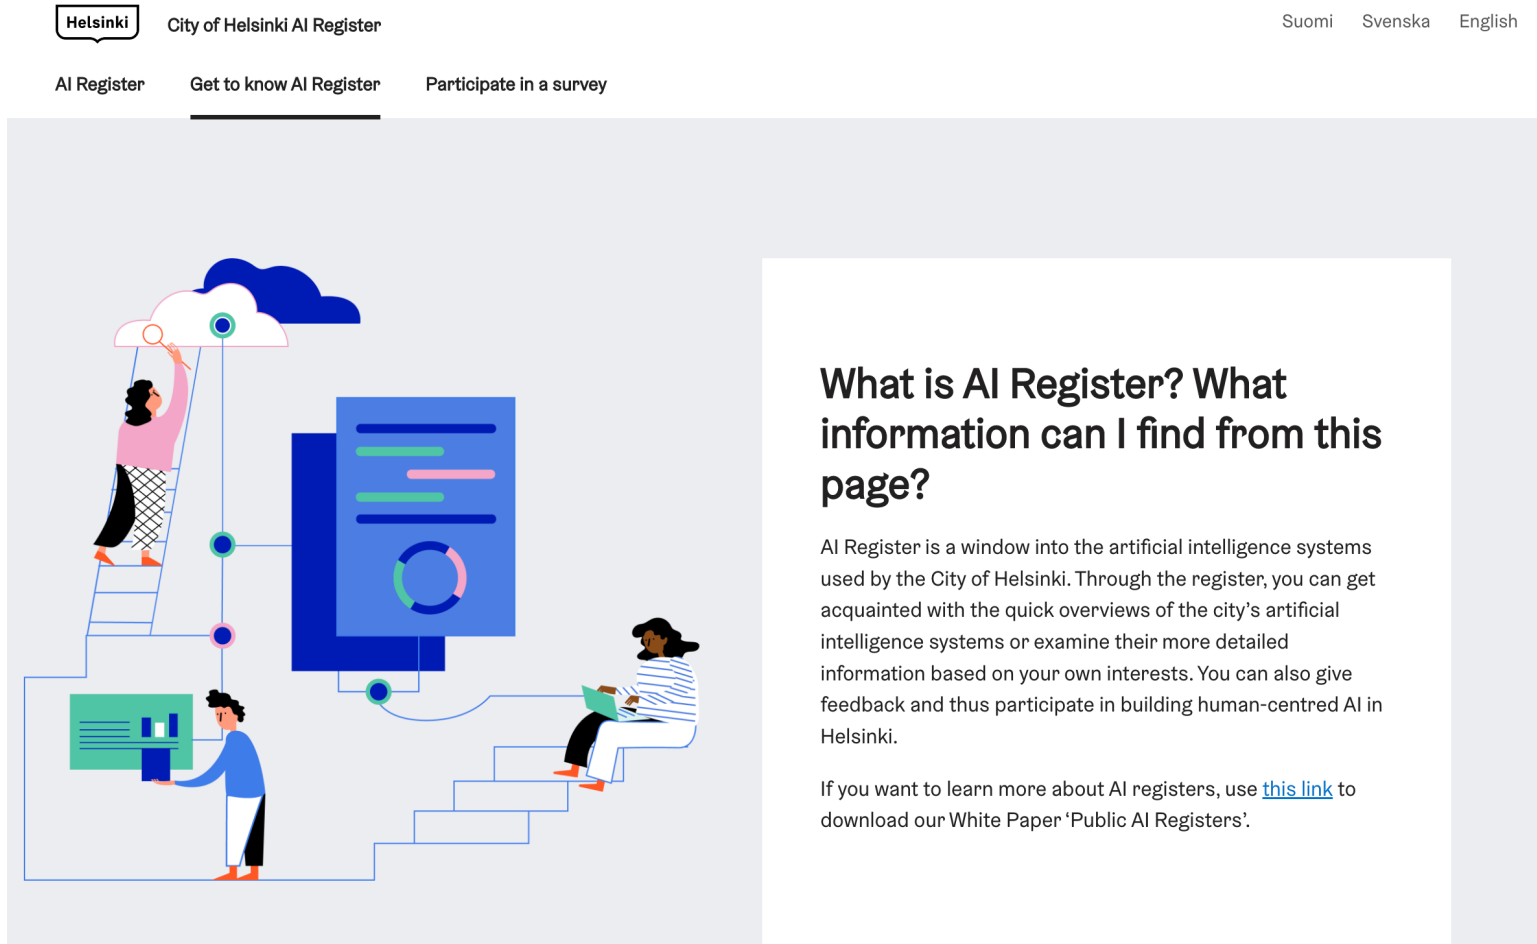 Helsinki
City of Helsinki AI Register
Suomi
Svenska
English
AI Register
Get to know AI Register
Participate in a survey
What is AI Register? What
information can I find from this
page?
AI Register is a window into the artificial intelligence systems
used by the City of Helsinki. Through the register, you can get
acquainted with the quick overviews of the city’s artificial
intelligence systems or examine their more detailed
information based on your own interests. You can also give
feedback and thus participate in building human-centred AI in
Helsinki.
If you want to learn more about AI registers, use this link to
download our White Paper ‘Public AI Registers’.